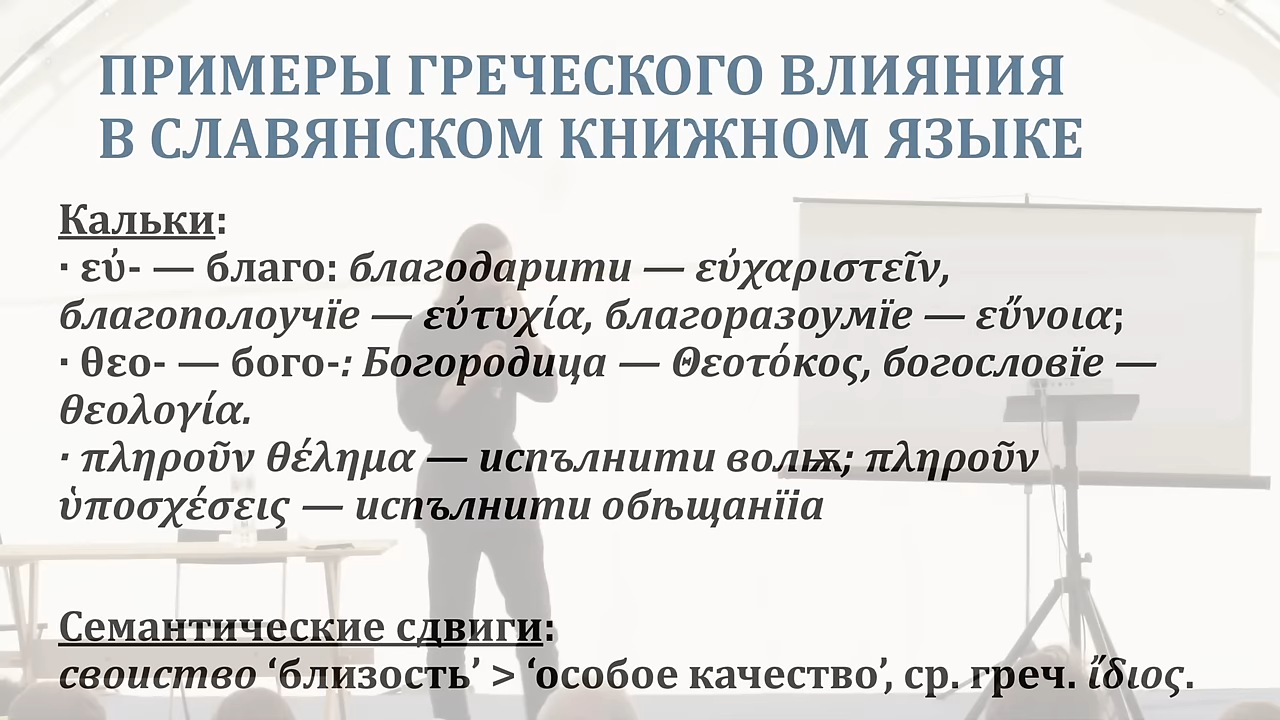 ПРИМЕРЫ ГРЕЧЕСКОГО ВЛИЯНИЯ
В СЛАВЯНСКОМ КНИЖНОМ ЯЗЫКЕ
Кальки:
· εὐ- — благо: благодарити — εὐχαριστεῖν,
благополоучїе — εὐτυχία, благоразоумїе — εὔνοια;
· θεο- — бого-: Богородица — Θεοτόκος, богословїе —
θεολογία.
· πληροῦν θέλημα — испълнити волѭ; πληροῦν
ὑποσχέσεις — испълнити обѣщанїіа
Семантические сдвиги:
своиство ‘близость’ > ‘особое качество’, ср. греч. ἴδιος.